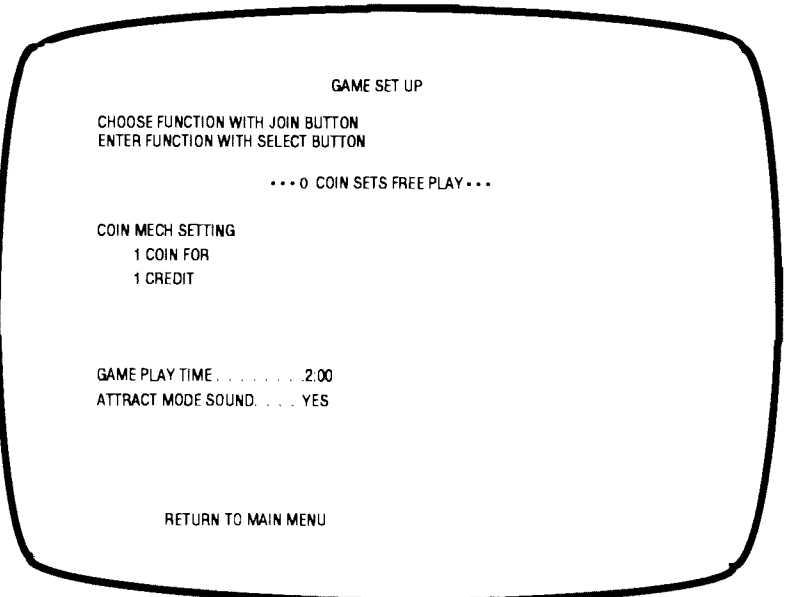 GAME SET UP
CHOOSE FUNCTION WITH JOIN BUTTON
ENTER FUNCTION WITH SELECT BUTTON
• • • 0 COIN SETS FREE PLAY • • •
COIN MECH SETTING
1 COIN FOR
1 CREDIT
GAME PLAY TIME . . . . . . . . 2:00
ATTRACT MODE SOUND. . . . YES
RETURN TO MAIN MENU